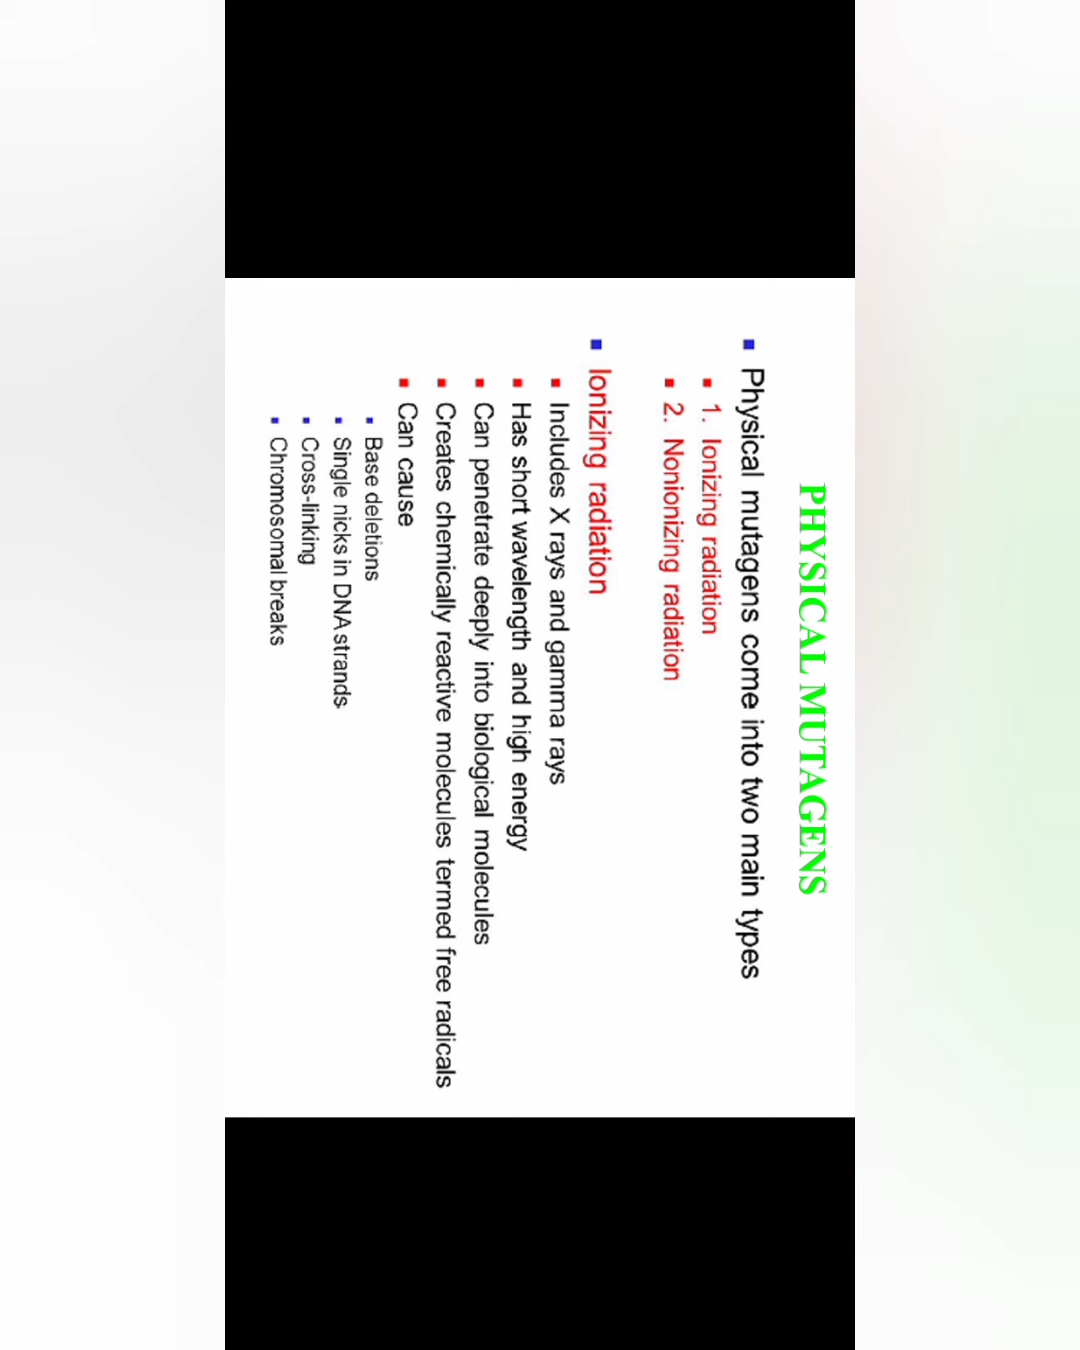 PHYSICAL MUTAGENS
Physical mutagens come into two main types
1. Ionizing radiation
2. Nonionizing radiation
Ionizing radiation
Includes X rays and gamma rays
Has short wavelength and high energy
Can penetrate deeply into biological molecules
Creates chemically reactive molecules termed free radicals
Can cause
Base deletions
Single nicks in DNA strands
Cross-linking
Chromosomal breaks